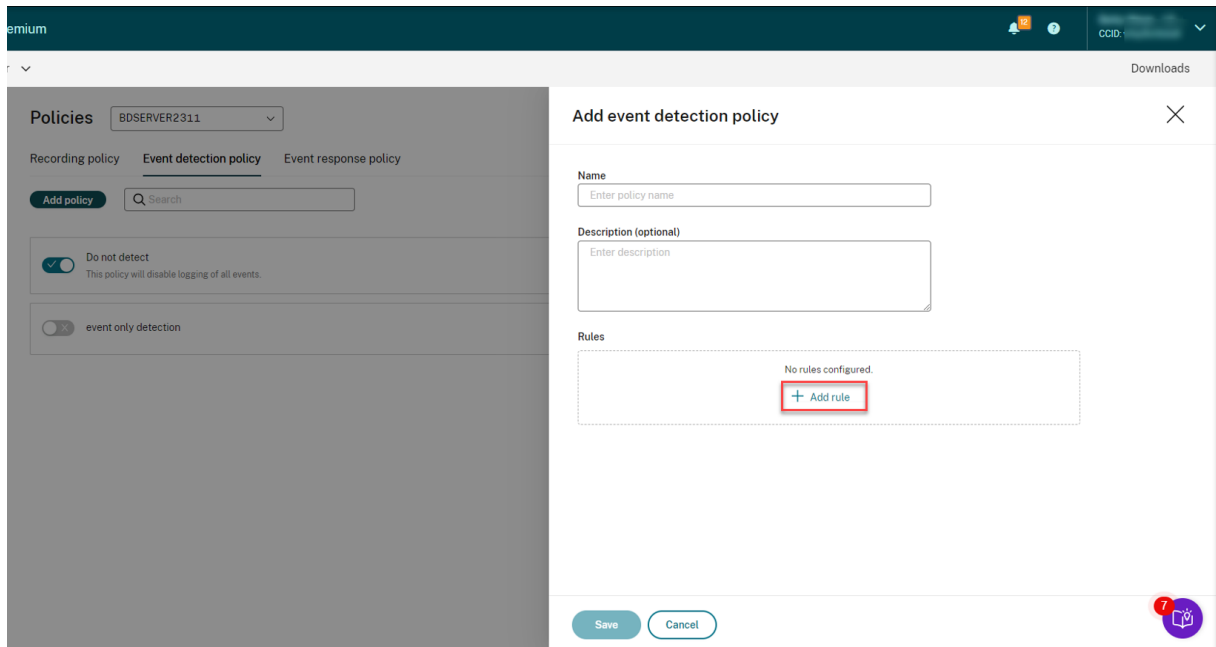 emium
12
?
CCID:
Downloads
Policies
BDSERVER2311
Recording policy
Event detection policy
Event response policy
Add policy
Search
Do not detect
This policy will disable logging of all events.
event only detection
Add event detection policy
Name
Enter policy name
Description (optional)
Enter description
Rules
No rules configured.
+ Add rule
Save
Cancel
7